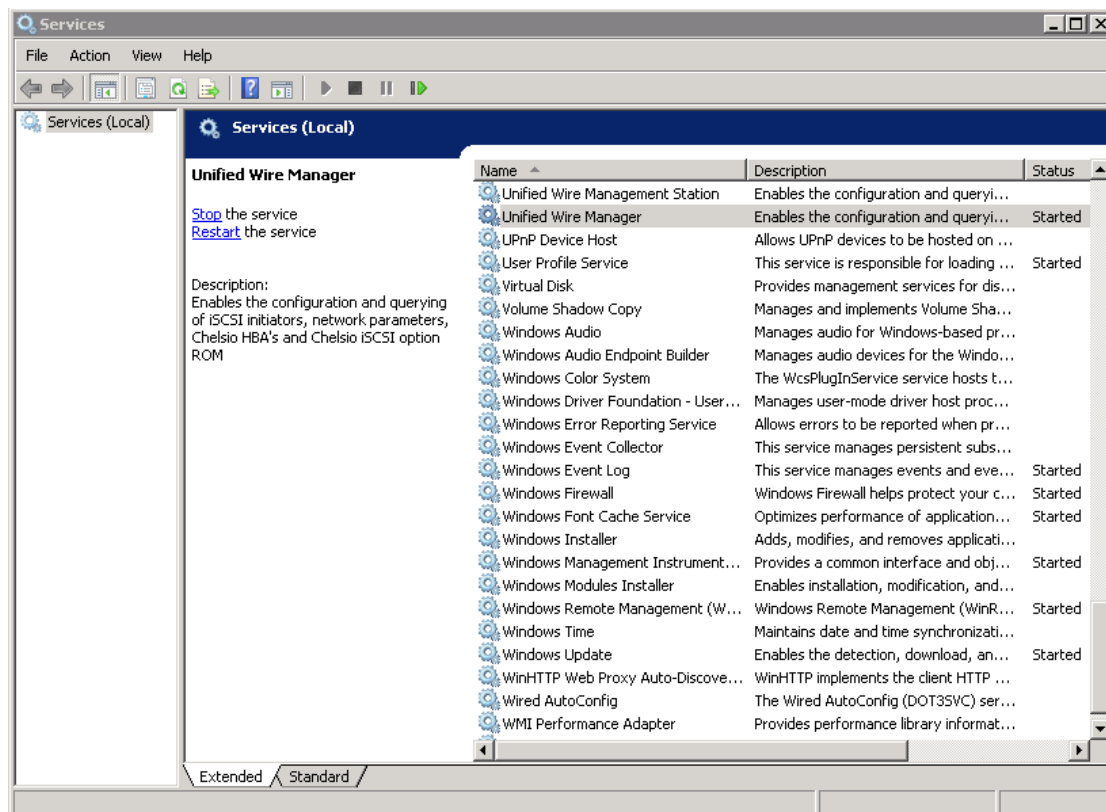 Services
File Action View Help
Services (Local)
Services (Local)
Unified Wire Manager
Stop the service
Restart the service
Description:
Enables the configuration and querying
of iSCSI initiators, network parameters,
Chelsio HBA's and Chelsio iSCSI option
ROM
Name Description Status
Unified Wire Management Station Enables the configuration and queryi...
Unified Wire Manager Enables the configuration and queryi... Started
UPnP Device Host Allows UPnP devices to be hosted on ...
User Profile Service This service is responsible for loading ... Started
Virtual Disk Provides management services for dis...
Volume Shadow Copy Manages and implements Volume Sha...
Windows Audio Manages audio for Windows-based pr...
Windows Audio Endpoint Builder Manages audio devices for the Windo...
Windows Color System The WcsPlugInService service hosts t...
Windows Driver Foundation - User... Manages user-mode driver host proc...
Windows Error Reporting Service Allows errors to be reported when pr...
Windows Event Collector This service manages persistent subs...
Windows Event Log This service manages events and eve... Started
Windows Firewall Windows Firewall helps protect your c... Started
Windows Font Cache Service Optimizes performance of application... Started
Windows Installer Adds, modifies, and removes applicati...
Windows Management Instrument... Provides a common interface and obj... Started
Windows Modules Installer Enables installation, modification, and...
Windows Remote Management (W... Windows Remote Management (WinR... Started
Windows Time Maintains date and time synchronizati...
Windows Update Enables the detection, download, an... Started
WinHTTP Web Proxy Auto-Discove... WinHTTP implements the client HTTP ...
Wired AutoConfig The Wired AutoConfig (DOT3SVC) ser...
WMI Performance Adapter Provides performance library informat...
Extended Standard